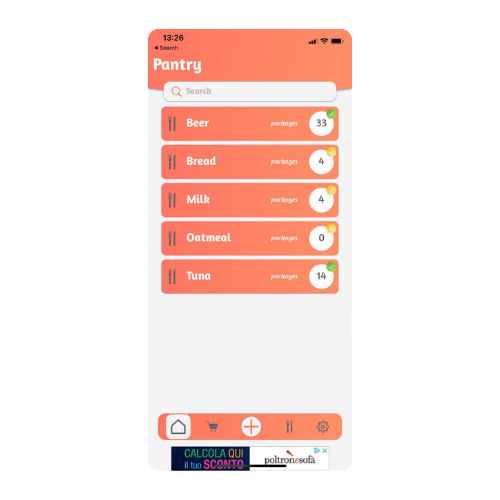 13:26
◀ Search
Pantry
Search
Beer packages 33
Bread packages 4
Milk packages 4
Oatmeal packages 0
Tuna packages 14
CALCOLA QUI
il tuo SCONTO
poltronesofà